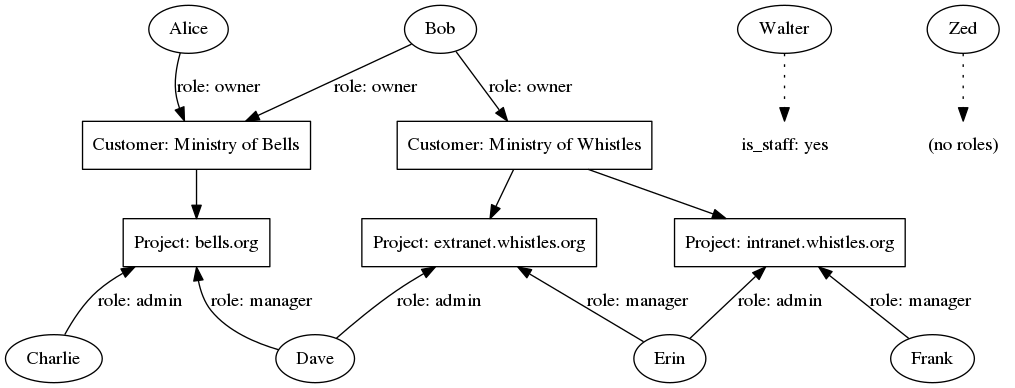 Alice
Bob
Walter
Zed
role: owner
role: owner
role: owner
Customer: Ministry of Bells
Customer: Ministry of Whistles
is_staff: yes
(no roles)
Project: bells.org
Project: extranet.whistles.org
Project: intranet.whistles.org
role: admin
role: manager
role: admin
role: manager
role: admin
role: manager
Charlie
Dave
Erin
Frank